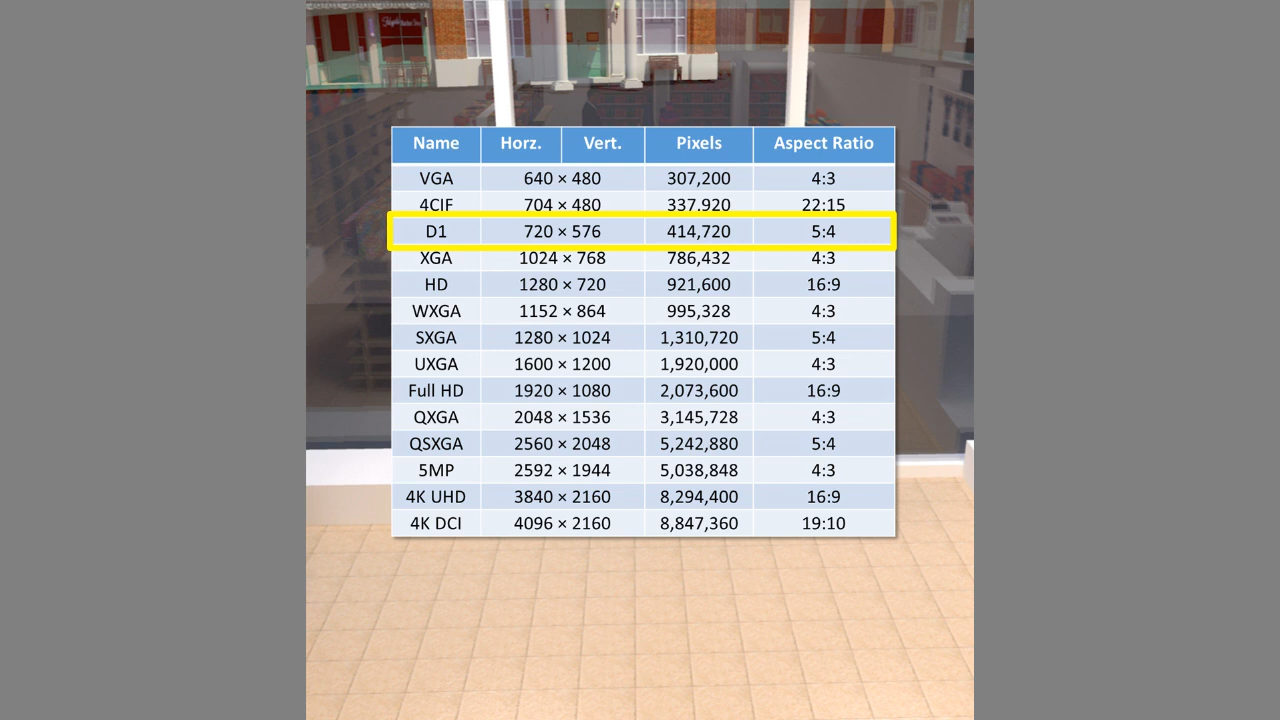 Name Horz. Vert. Pixels Aspect Ratio
VGA 640 × 480 307,200 4:3
4CIF 704 × 480 337.920 22:15
D1 720 × 576 414,720 5:4
XGA 1024 × 768 786,432 4:3
HD 1280 × 720 921,600 16:9
WXGA 1152 × 864 995,328 4:3
SXGA 1280 × 1024 1,310,720 5:4
UXGA 1600 × 1200 1,920,000 4:3
Full HD 1920 × 1080 2,073,600 16:9
QXGA 2048 × 1536 3,145,728 4:3
QSXGA 2560 × 2048 5,242,880 5:4
5MP 2592 × 1944 5,038,848 4:3
4K UHD 3840 × 2160 8,294,400 16:9
4K DCI 4096 × 2160 8,847,360 19:10